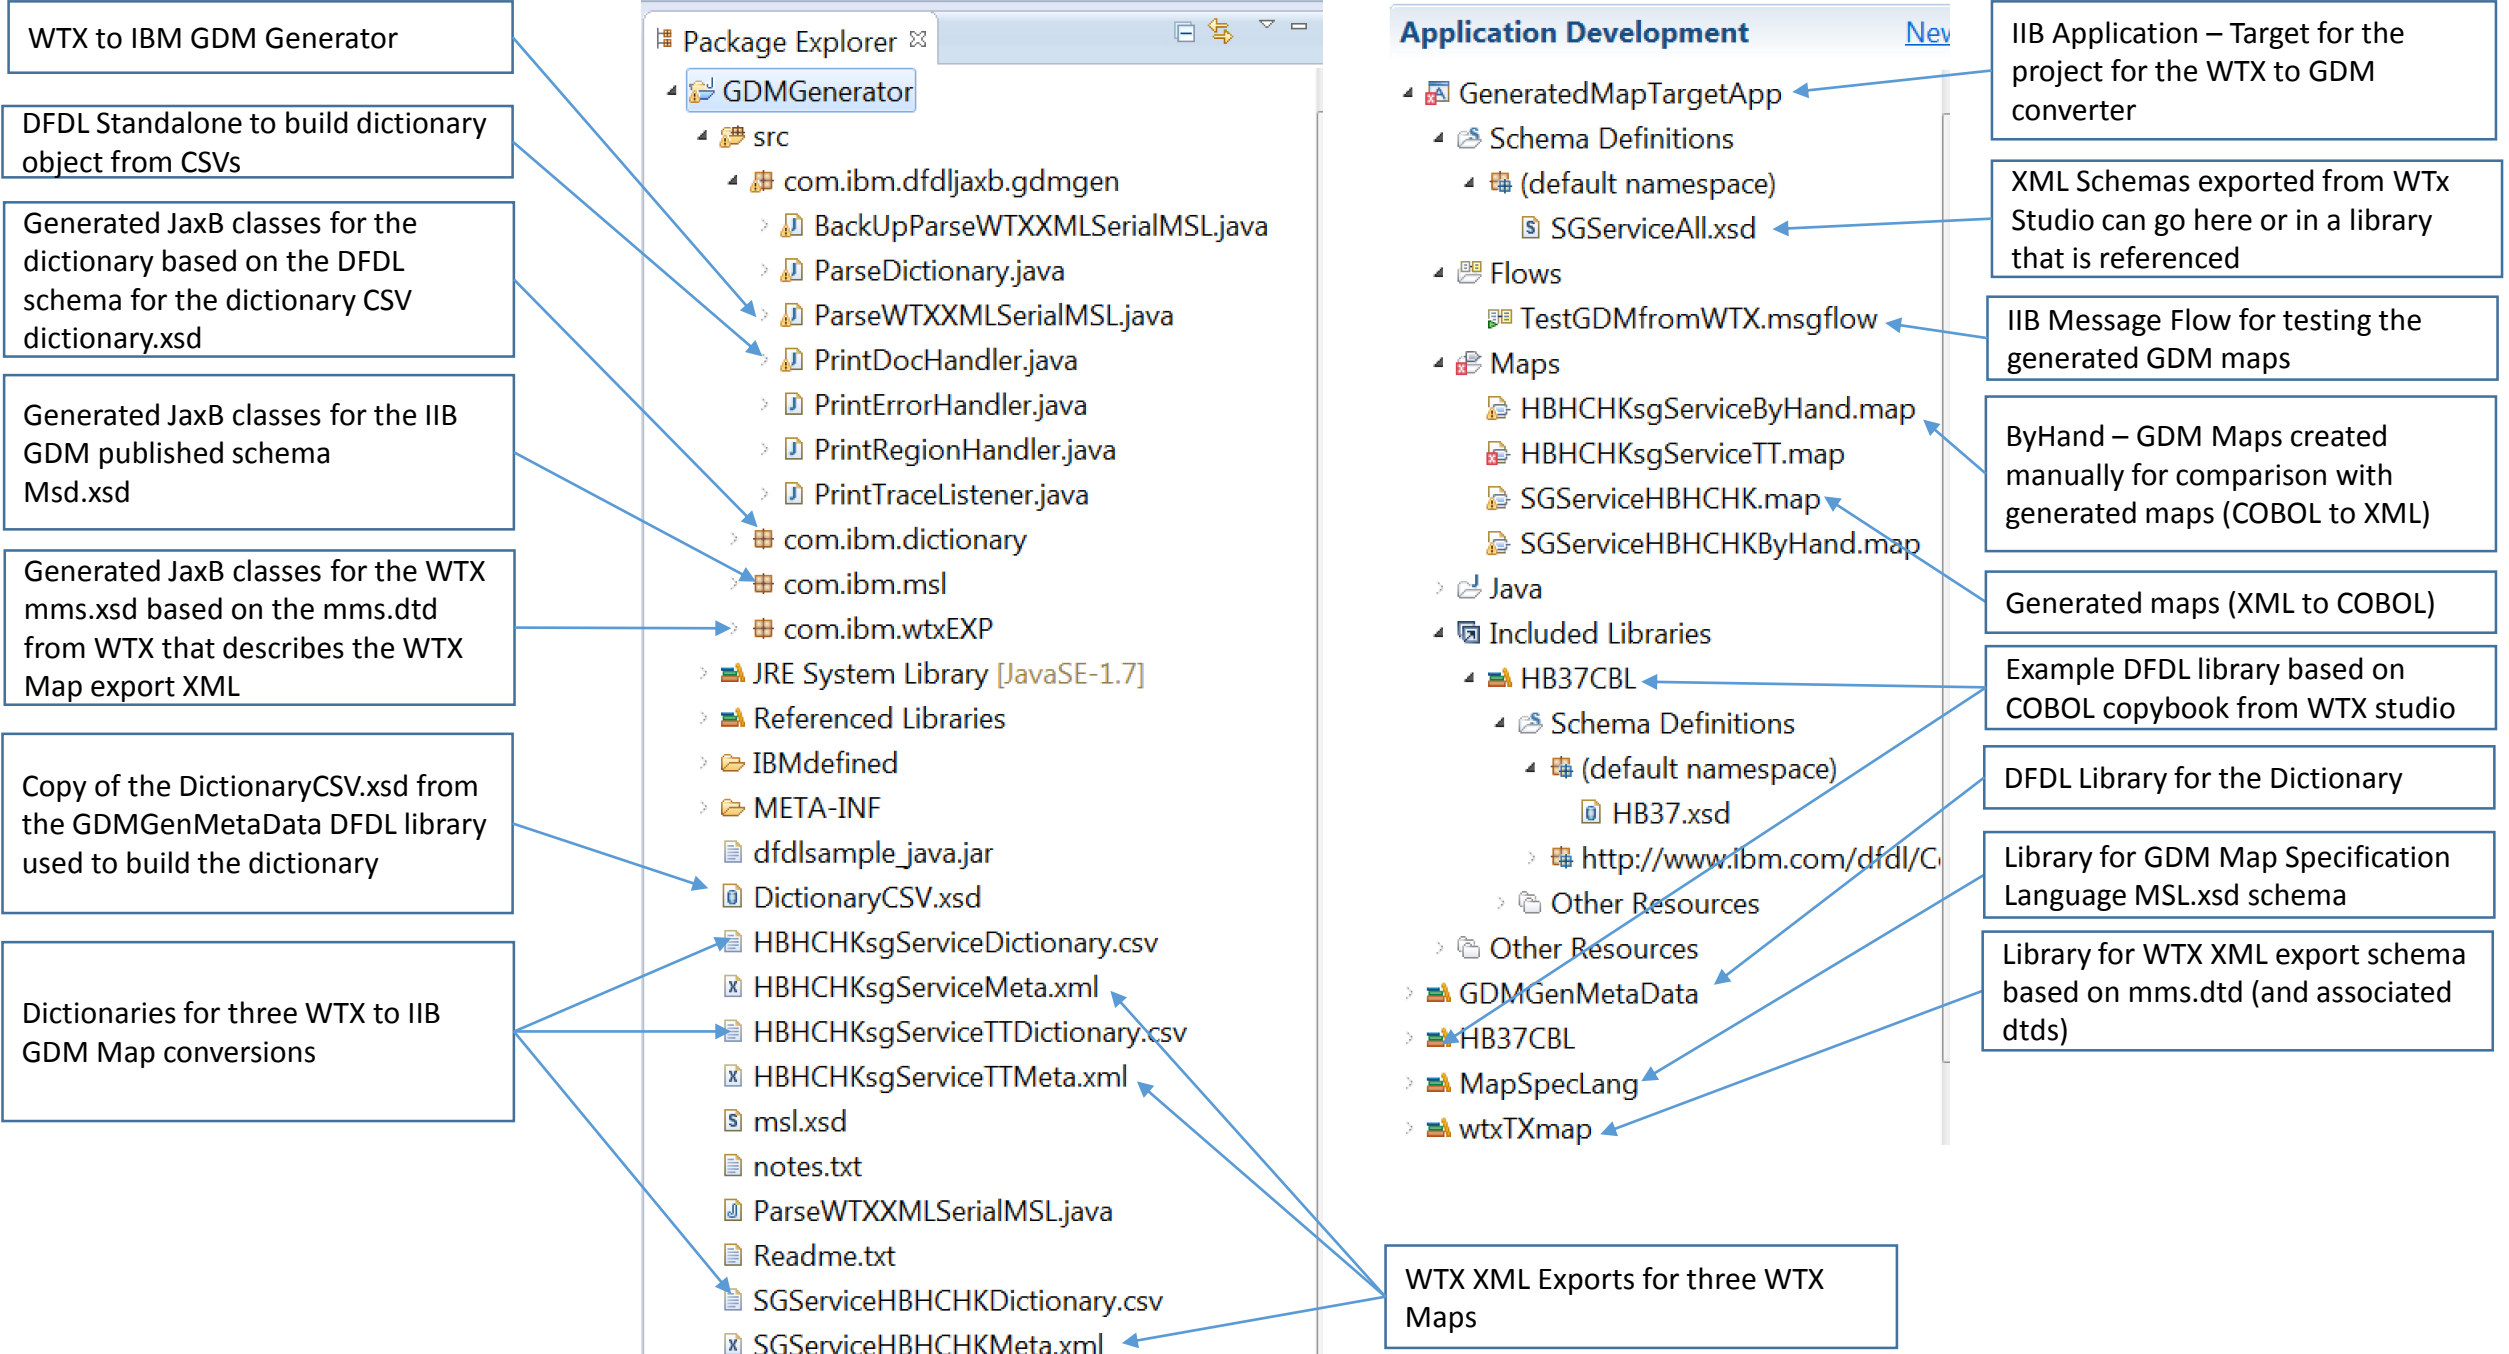 WTX to IBM GDM Generator
DFDL Standalone to build dictionary
object from CSVs
Generated JaxB classes for the
dictionary based on the DFDL
schema for the dictionary CSV
dictionary.xsd
Generated JaxB classes for the IIB
GDM published schema
Msd.xsd
Generated JaxB classes for the WTX
mms.xsd based on the mms.dtd
from WTX that describes the WTX
Map export XML
Copy of the DictionaryCSV.xsd from
the GDMGenMetaData DFDL library
used to build the dictionary
Dictionaries for three WTX to IIB
GDM Map conversions
Package Explorer
GDMGenerator
src
com.ibm.dfdljaxb.gdmgen
BackUpParseWTXXMLSerialMSL.java
ParseDictionary.java
ParseWTXXMLSerialMSL.java
PrintDocHandler.java
PrintErrorHandler.java
PrintRegionHandler.java
PrintTraceListener.java
com.ibm.dictionary
com.ibm.msl
com.ibm.wtxEXP
JRE System Library [JavaSE-1.7]
Referenced Libraries
IBMdefined
META-INF
dfdlsample_java.jar
DictionaryCSV.xsd
HBHCHKsgServiceDictionary.csv
HBHCHKsgServiceMeta.xml
HBHCHKsgServiceTTDictionary.csv
HBHCHKsgServiceTTMeta.xml
msl.xsd
notes.txt
ParseWTXXMLSerialMSL.java
Readme.txt
SGServiceHBHCHKDictionary.csv
SGServiceHBHCHKMeta.xml
Application Development New
GeneratedMapTargetApp
Schema Definitions
(default namespace)
SGServiceAll.xsd
Flows
TestGDMfromWTX.msgflow
Maps
HBHCHKsgServiceByHand.map
HBHCHKsgServiceTT.map
SGServiceHBHCHK.map
SGServiceHBHCHKByHand.map
Java
Included Libraries
HB37CBL
Schema Definitions
(default namespace)
HB37.xsd
http://www.ibm.com/dfdl/C
Other Resources
Other Resources
GDMGenMetaData
HB37CBL
MapSpecLang
wtxTXmap
IIB Application – Target for the
project for the WTX to GDM
converter
XML Schemas exported from WTx
Studio can go here or in a library
that is referenced
IIB Message Flow for testing the
generated GDM maps
ByHand – GDM Maps created
manually for comparison with
generated maps (COBOL to XML)
Generated maps (XML to COBOL)
Example DFDL library based on
COBOL copybook from WTX studio
DFDL Library for the Dictionary
Library for GDM Map Specification
Language MSL.xsd schema
Library for WTX XML export schema
based on mms.dtd (and associated
dtds)
WTX XML Exports for three WTX
Maps